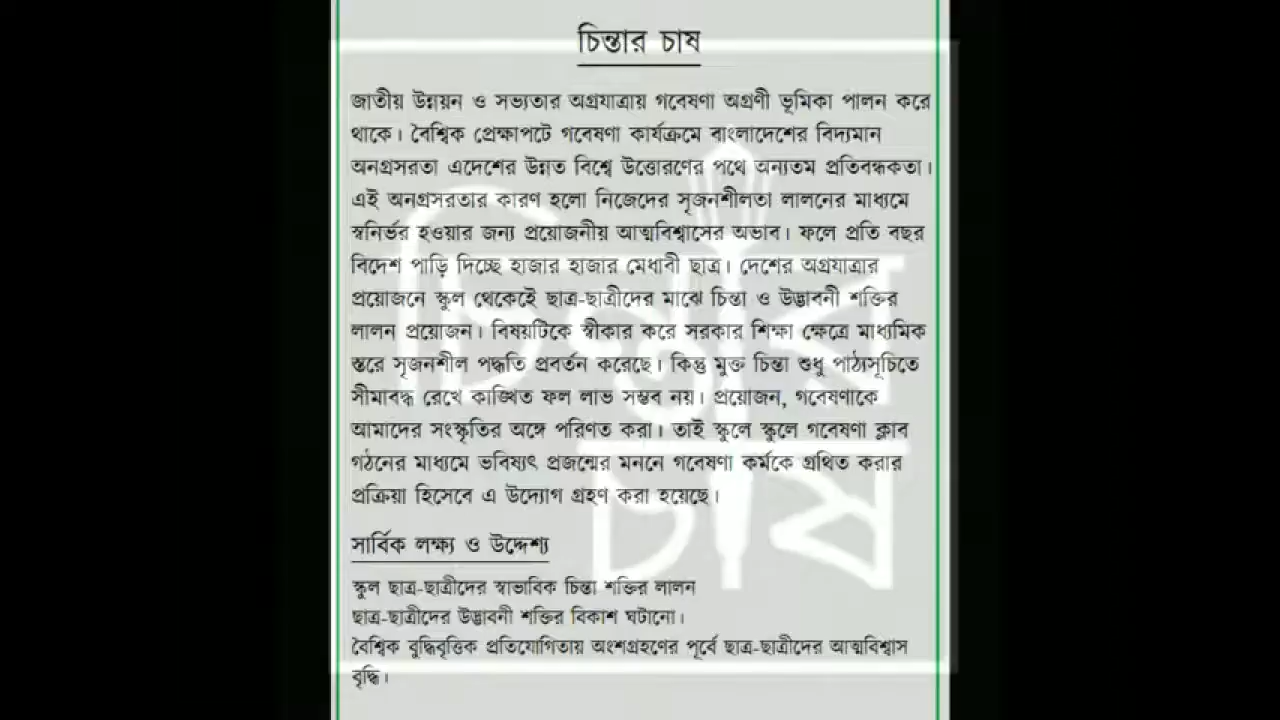 চিন্তার চাষ
জাতীয় উন্নয়ন ও সভ্যতার অগ্রযাত্রায় গবেষণা অগ্রণী ভূমিকা পালন করে
থাকে। বৈশ্বিক প্রেক্ষাপটে গবেষণা কার্যক্রমে বাংলাদেশের বিদ্যমান
অনগ্রসরতা এদেশের উন্নত বিশ্বে উত্তোরণের পথে অন্যতম প্রতিবন্ধকতা।
এই অনগ্রসরতার কারণ হলো নিজেদের সৃজনশীলতা লালনের মাধ্যমে
স্বনির্ভর হওয়ার জন্য প্রয়োজনীয় আত্মবিশ্বাসের অভাব। ফলে প্রতি বছর
বিদেশ পাড়ি দিচ্ছে হাজার হাজার মেধাবী ছাত্র। দেশের অগ্রযাত্রার
প্রয়োজনে স্কুল থেকেইে ছাত্র-ছাত্রীদের মাঝে চিন্তা ও উদ্ভাবনী শক্তির
লালন প্রয়োজন। বিষয়টিকে স্বীকার করে সরকার শিক্ষা ক্ষেত্রে মাধ্যমিক
স্তরে সৃজনশীল পদ্ধতি প্রবর্তন করেছে। কিন্তু মুক্ত চিন্তা শুধু পাঠ্যসূচিতে
সীমাবদ্ধ রেখে কাঙ্খিত ফল লাভ সম্ভব নয়। প্রয়োজন, গবেষণাকে
আমাদের সংস্কৃতির অঙ্গে পরিণত করা। তাই স্কুলে স্কুলে গবেষণা ক্লাব
গঠনের মাধ্যমে ভবিষ্যৎ প্রজন্মের মননে গবেষণা কর্মকে গ্রথিত করার
প্রক্রিয়া হিসেবে এ উদ্যোগ গ্রহণ করা হয়েছে।
সার্বিক লক্ষ্য ও উদ্দেশ্য
স্কুল ছাত্র-ছাত্রীদের স্বাভাবিক চিন্তা শক্তির লালন
ছাত্র-ছাত্রীদের উদ্ভাবনী শক্তির বিকাশ ঘটানো।
বৈশ্বিক বুদ্ধিবৃত্তিক প্রতিযোগিতায় অংশগ্রহণের পূর্বে ছাত্র-ছাত্রীদের আত্মবিশ্বাস
বৃদ্ধি।
চিন্তার
চাষ